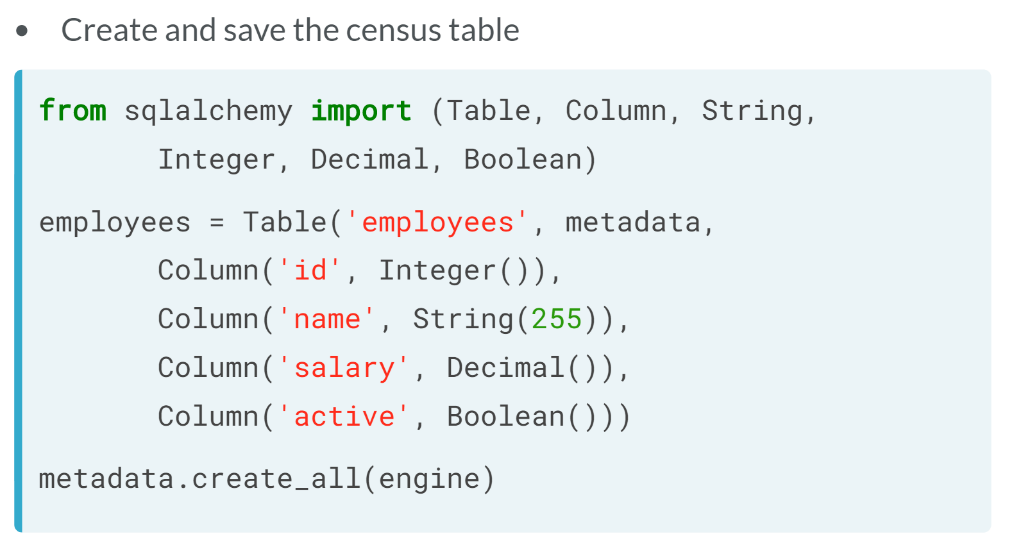 • Create and save the census table
from sqlalchemy import (Table, Column, String,
Integer, Decimal, Boolean)
employees = Table('employees', metadata,
Column('id', Integer()),
Column('name', String(255)),
Column('salary', Decimal()),
Column('active', Boolean()))
metadata.create_all(engine)